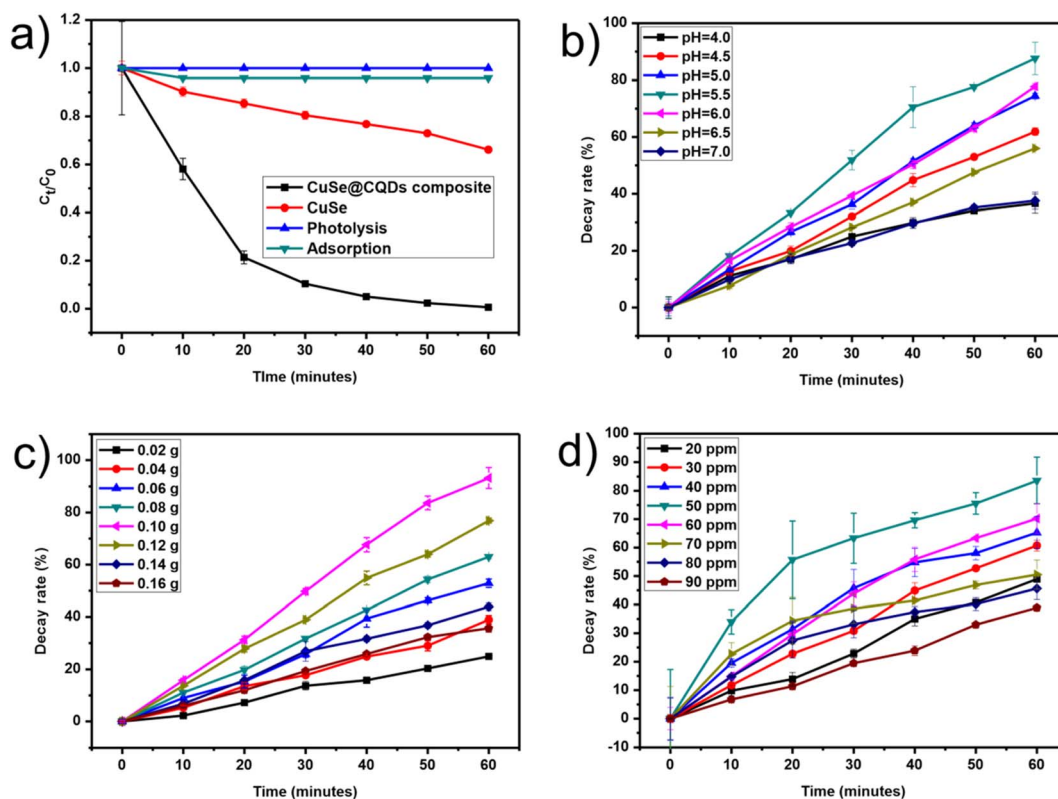 a)
1.2
1.0
0.8
0.6
0.4
0.2
0.0
Ct/C0
CuSe@CQDs composite
CuSe
Photolysis
Adsorption
0 10 20 30 40 50 60
TIme (minutes)
b)
100
80
60
40
20
0
Decay rate (%)
pH=4.0
pH=4.5
pH=5.0
pH=5.5
pH=6.0
pH=6.5
pH=7.0
0 10 20 30 40 50 60
Time (minutes)
c)
100
80
60
40
20
0
Decay rate (%)
0.02 g
0.04 g
0.06 g
0.08 g
0.10 g
0.12 g
0.14 g
0.16 g
0 10 20 30 40 50 60
Time (minutes)
d)
100
90
80
70
60
50
40
30
20
10
0
-10
Decay rate (%)
20 ppm
30 ppm
40 ppm
50 ppm
60 ppm
70 ppm
80 ppm
90 ppm
0 10 20 30 40 50 60
Time (minutes)